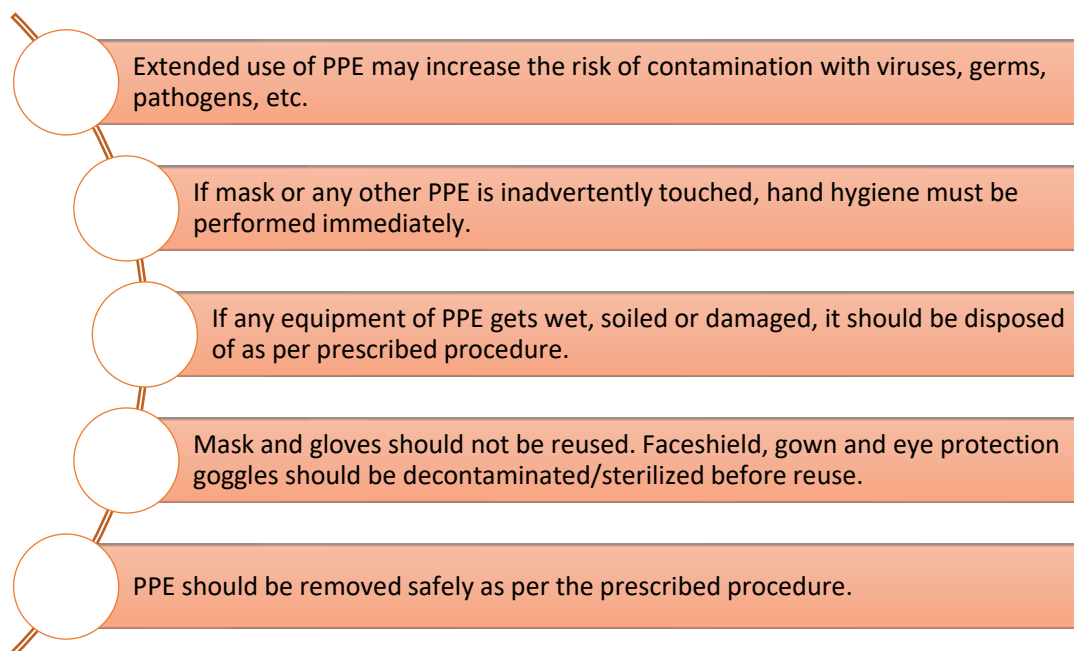 Extended use of PPE may increase the risk of contamination with viruses, germs,
pathogens, etc.
If mask or any other PPE is inadvertently touched, hand hygiene must be
performed immediately.
If any equipment of PPE gets wet, soiled or damaged, it should be disposed
of as per prescribed procedure.
Mask and gloves should not be reused. Faceshield, gown and eye protection
goggles should be decontaminated/sterilized before reuse.
PPE should be removed safely as per the prescribed procedure.